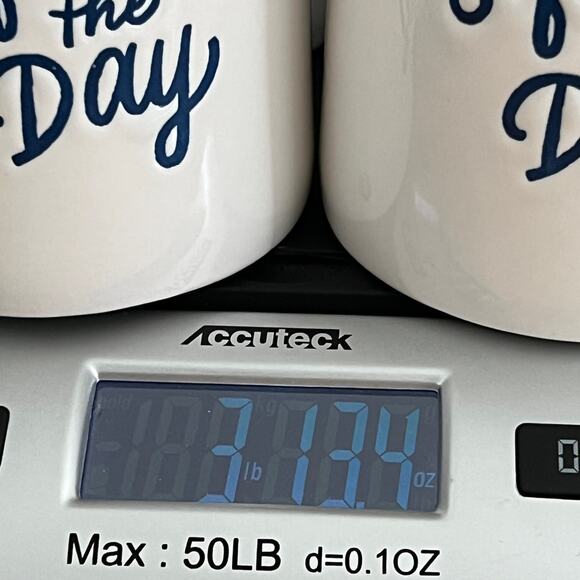 the
Day
D
Accuteck
3 lb 13.4 oz
Max : 50LB d=0.1OZ